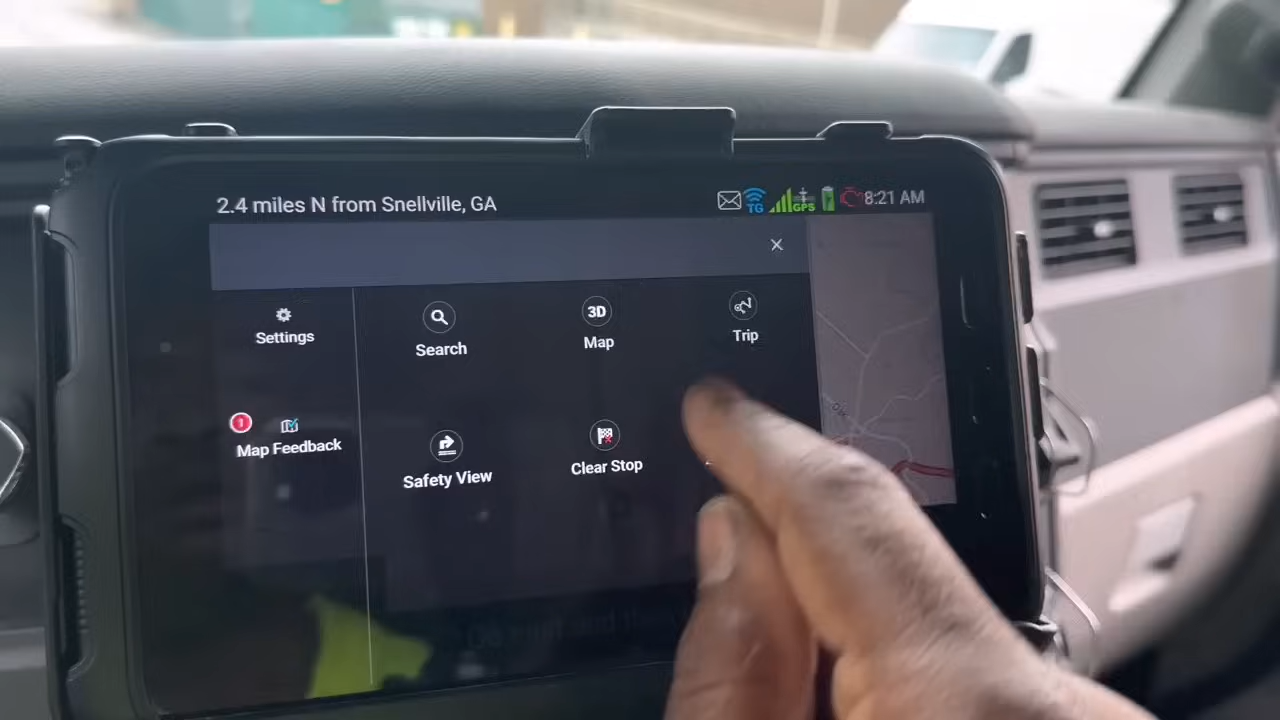 2.4 miles N from Snellville, GA
TG
GPS
8:21 AM
Settings
Search
3D
Map
Trip
1
Map Feedback
Safety View
Clear Stop